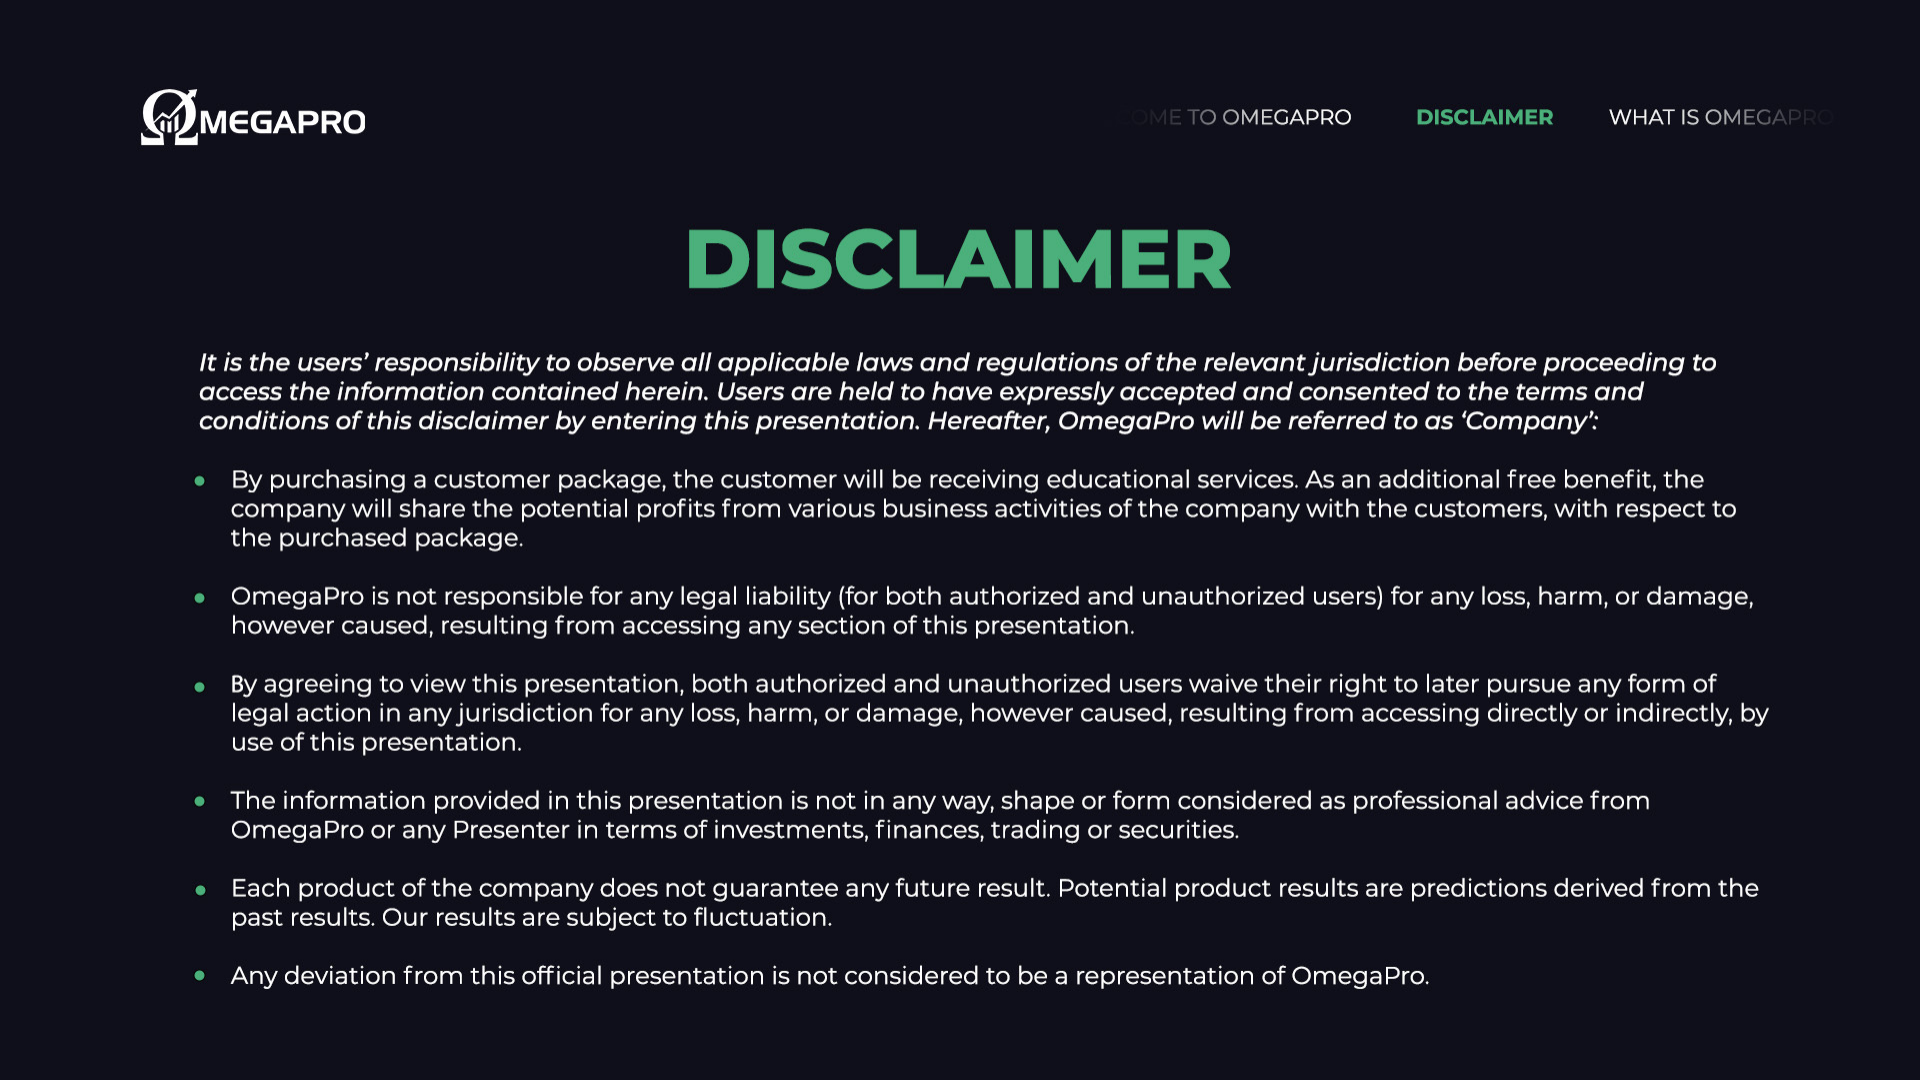 ΩMEGAPRO
COME TO OMEGAPRO
DISCLAIMER
WHAT IS OMEGAPRO
DISCLAIMER
It is the users’ responsibility to observe all applicable laws and regulations of the relevant jurisdiction before proceeding to
access the information contained herein. Users are held to have expressly accepted and consented to the terms and
conditions of this disclaimer by entering this presentation. Hereafter, OmegaPro will be referred to as ‘Company’:
• By purchasing a customer package, the customer will be receiving educational services. As an additional free benefit, the
company will share the potential profits from various business activities of the company with the customers, with respect to
the purchased package.
• OmegaPro is not responsible for any legal liability (for both authorized and unauthorized users) for any loss, harm, or damage,
however caused, resulting from accessing any section of this presentation.
• By agreeing to view this presentation, both authorized and unauthorized users waive their right to later pursue any form of
legal action in any jurisdiction for any loss, harm, or damage, however caused, resulting from accessing directly or indirectly, by
use of this presentation.
• The information provided in this presentation is not in any way, shape or form considered as professional advice from
OmegaPro or any Presenter in terms of investments, finances, trading or securities.
• Each product of the company does not guarantee any future result. Potential product results are predictions derived from the
past results. Our results are subject to fluctuation.
• Any deviation from this official presentation is not considered to be a representation of OmegaPro.